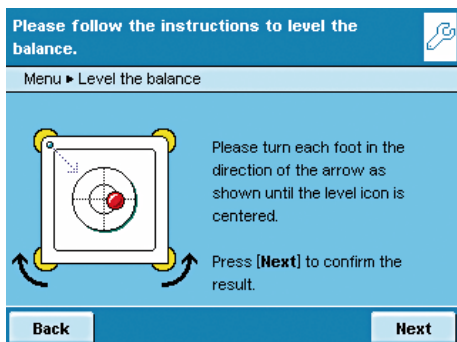 Please follow the instructions to level the
balance.
Menu ▸ Level the balance
Please turn each foot in the
direction of the arrow as
shown until the level icon is
centered.
Press [Next] to confirm the
result.
Back
Next